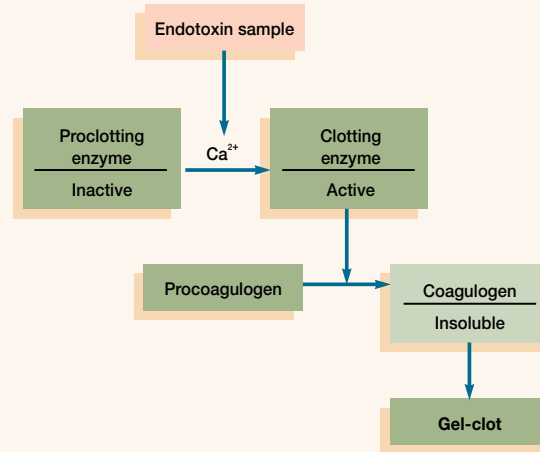 Endotoxin sample
Proclotting
enzyme
Inactive
Ca²⁺
Clotting
enzyme
Active
Procoagulogen
Coagulogen
Insoluble
Gel-clot